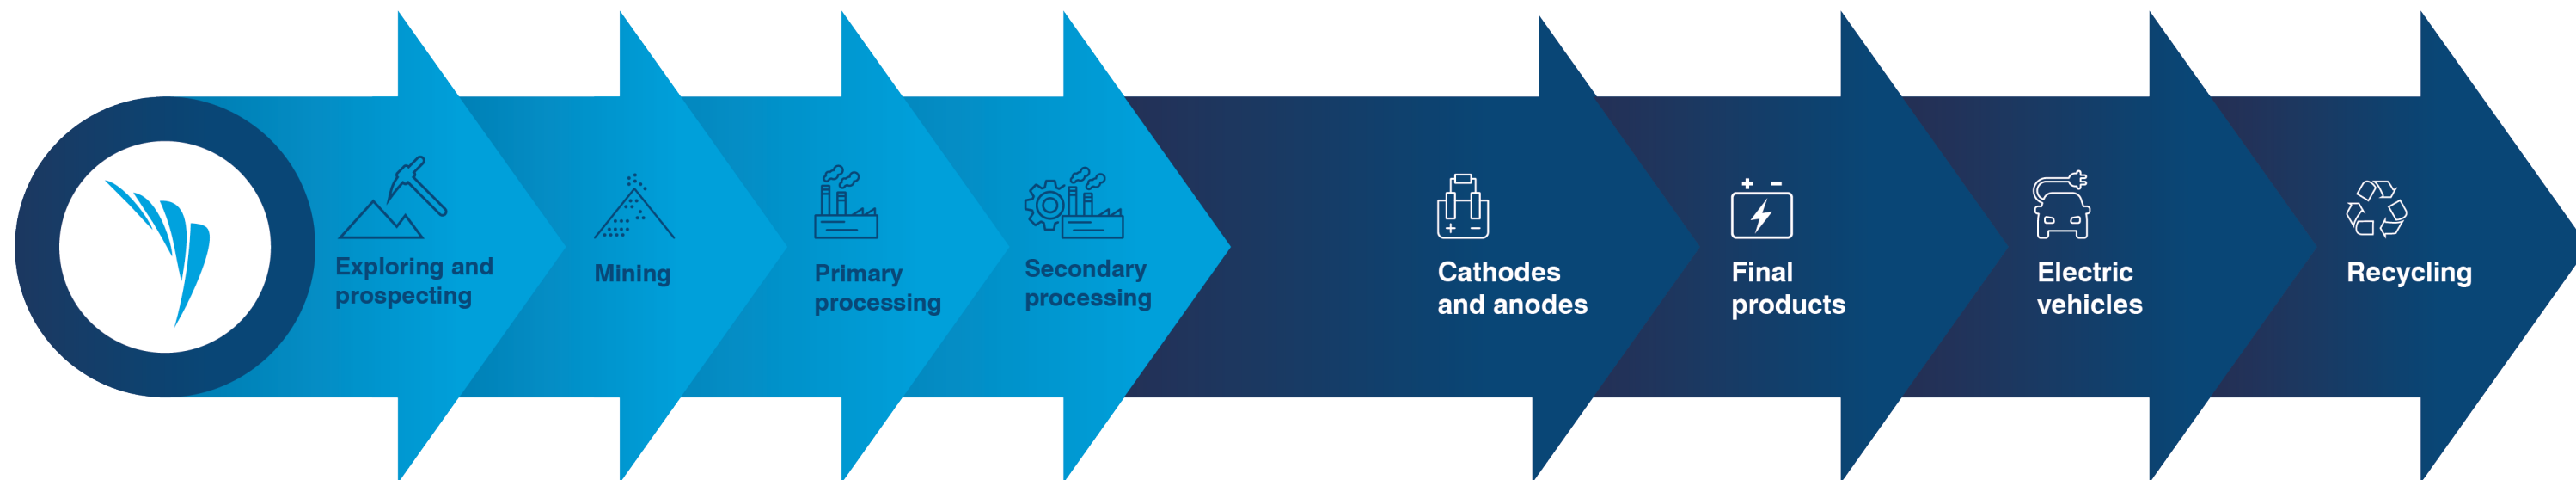 Exploring and
prospecting
Mining
Primary
processing
Secondary
processing
Cathodes
and anodes
Final
products
Electric
vehicles
Recycling